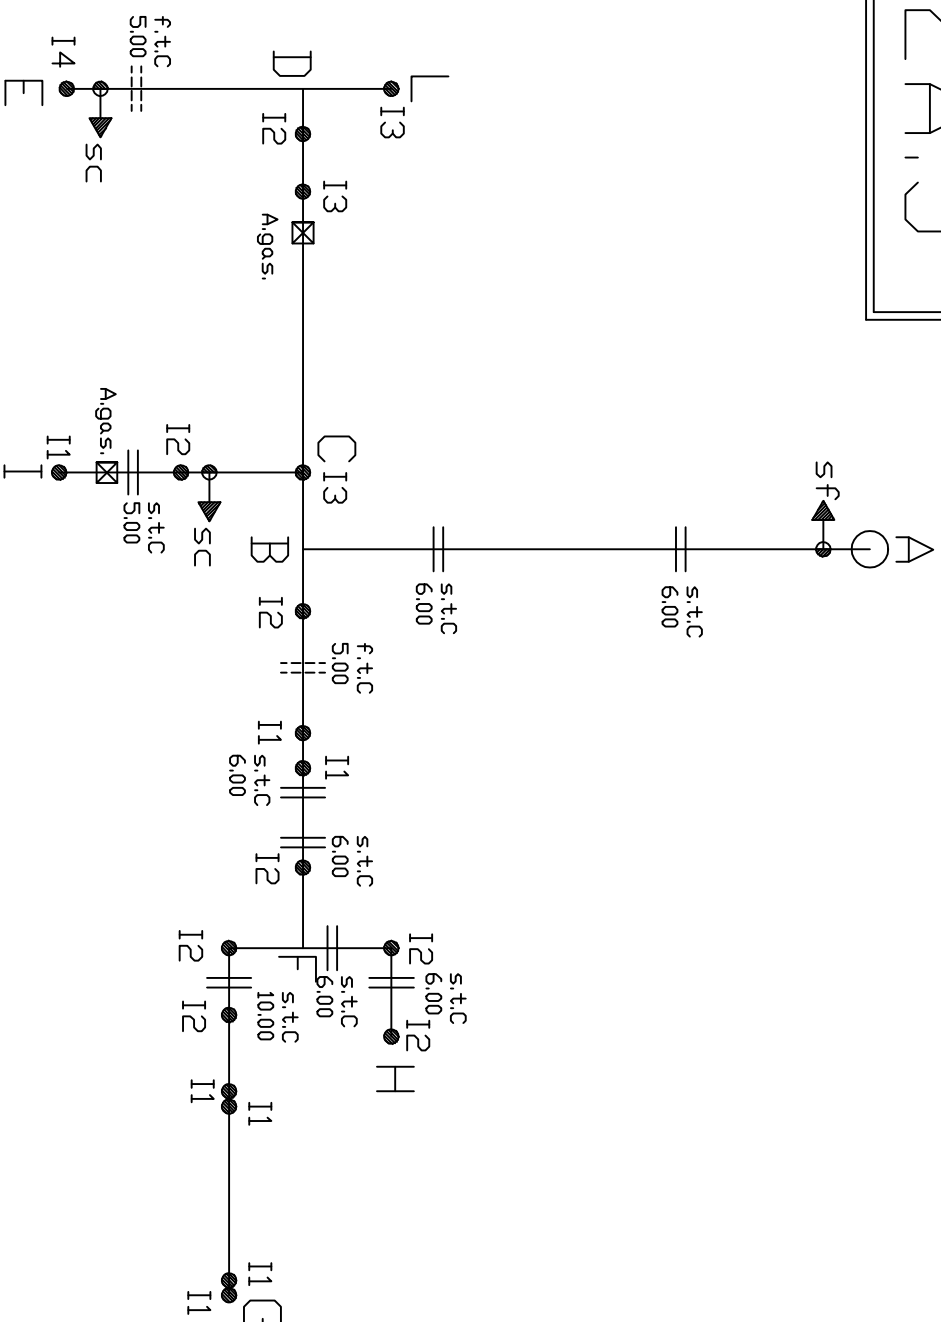 f.t.C
5.00
I4
E
D
L
I3
I2
sc
I3
A.gas.
A.gas.
I1
I
I2
s.t.C
5.00
sc
C I3
B
sf
A
s.t.C
6.00
s.t.C
6.00
I2
f.t.C
5.00
I1
I1
s.t.C
6.00
s.t.C
6.00
I2
I2
F
I2
s.t.C
6.00
s.t.C
6.00
s.t.C
10.00
I2
I2
H
I1
I1
I1
I1